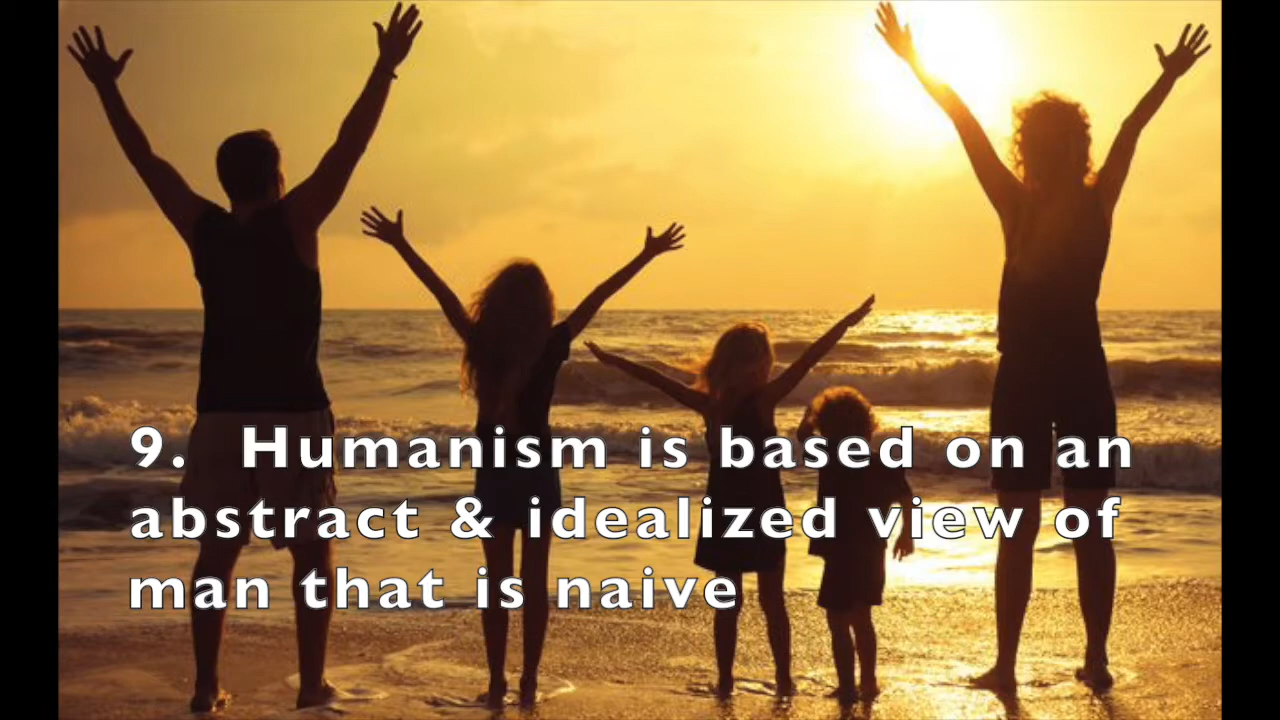 9. Humanism is based on an
abstract & idealized view of
man that is naive